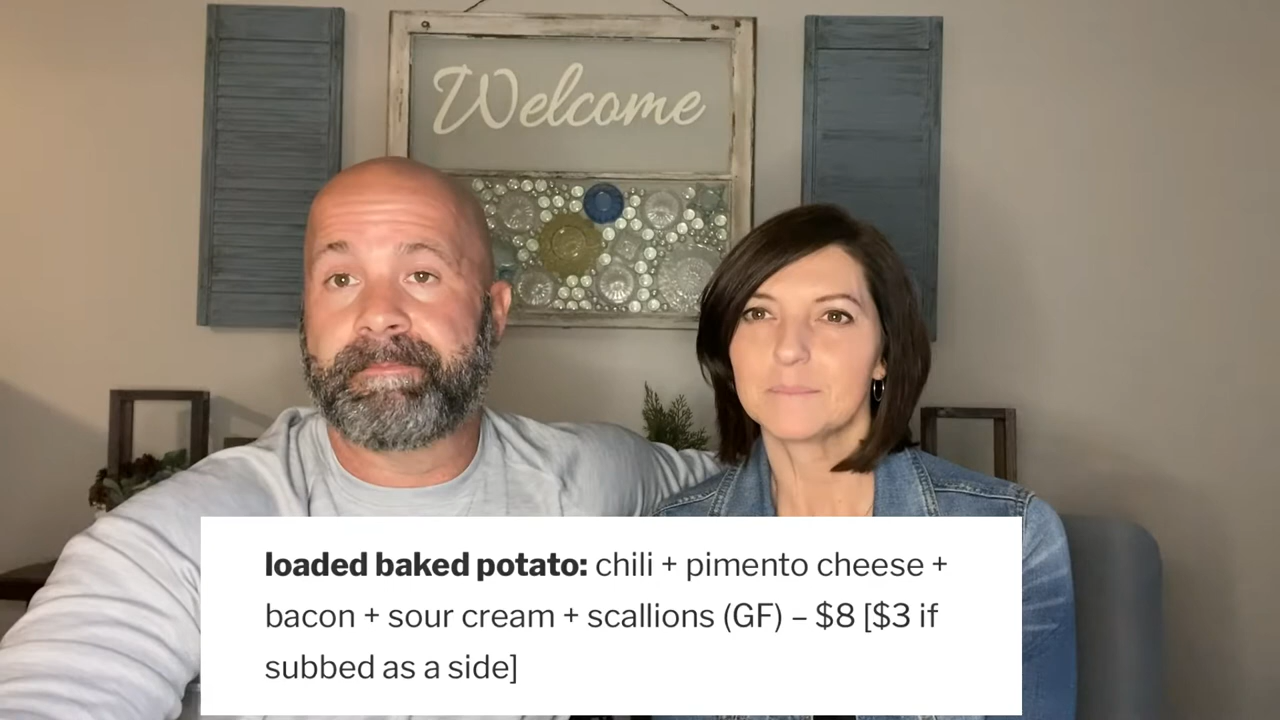 Welcome
loaded baked potato: chili + pimento cheese +
bacon + sour cream + scallions (GF) – $8 [$3 if
subbed as a side]